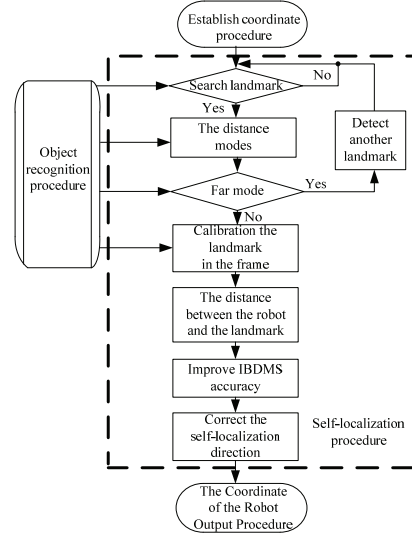 Establish coordinate
procedure
Search landmark
No
Yes
The distance
modes
Detect
another
landmark
Object
recognition
procedure
Far mode
Yes
No
Calibration the
landmark
in the frame
The distance
between the robot
and the landmark
Improve IBDMS
accuracy
Correct the
self-localization
direction
Self-localization
procedure
The Coordinate
of the Robot
Output Procedure